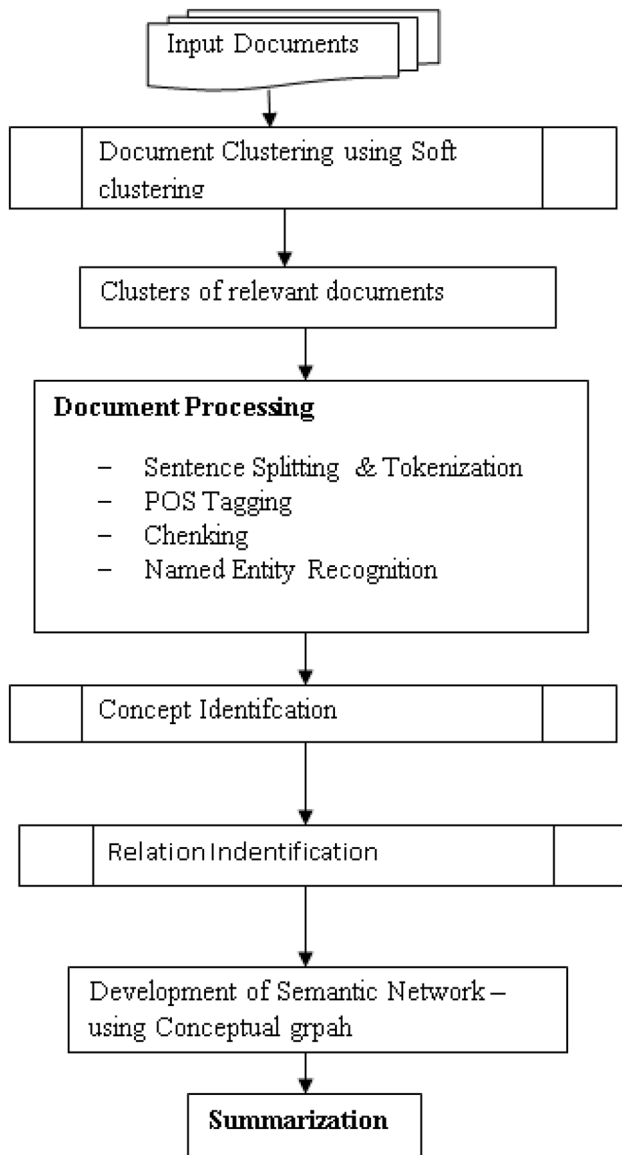 Input Documents
Document Clustering using Soft
clustering
Clusters of relevant documents
Document Processing
– Sentence Splitting & Tokenization
– POS Tagging
– Chenking
– Named Entity Recognition
Concept Identifcation
Relation Indentification
Development of Semantic Network –
using Conceptual grpah
Summarization